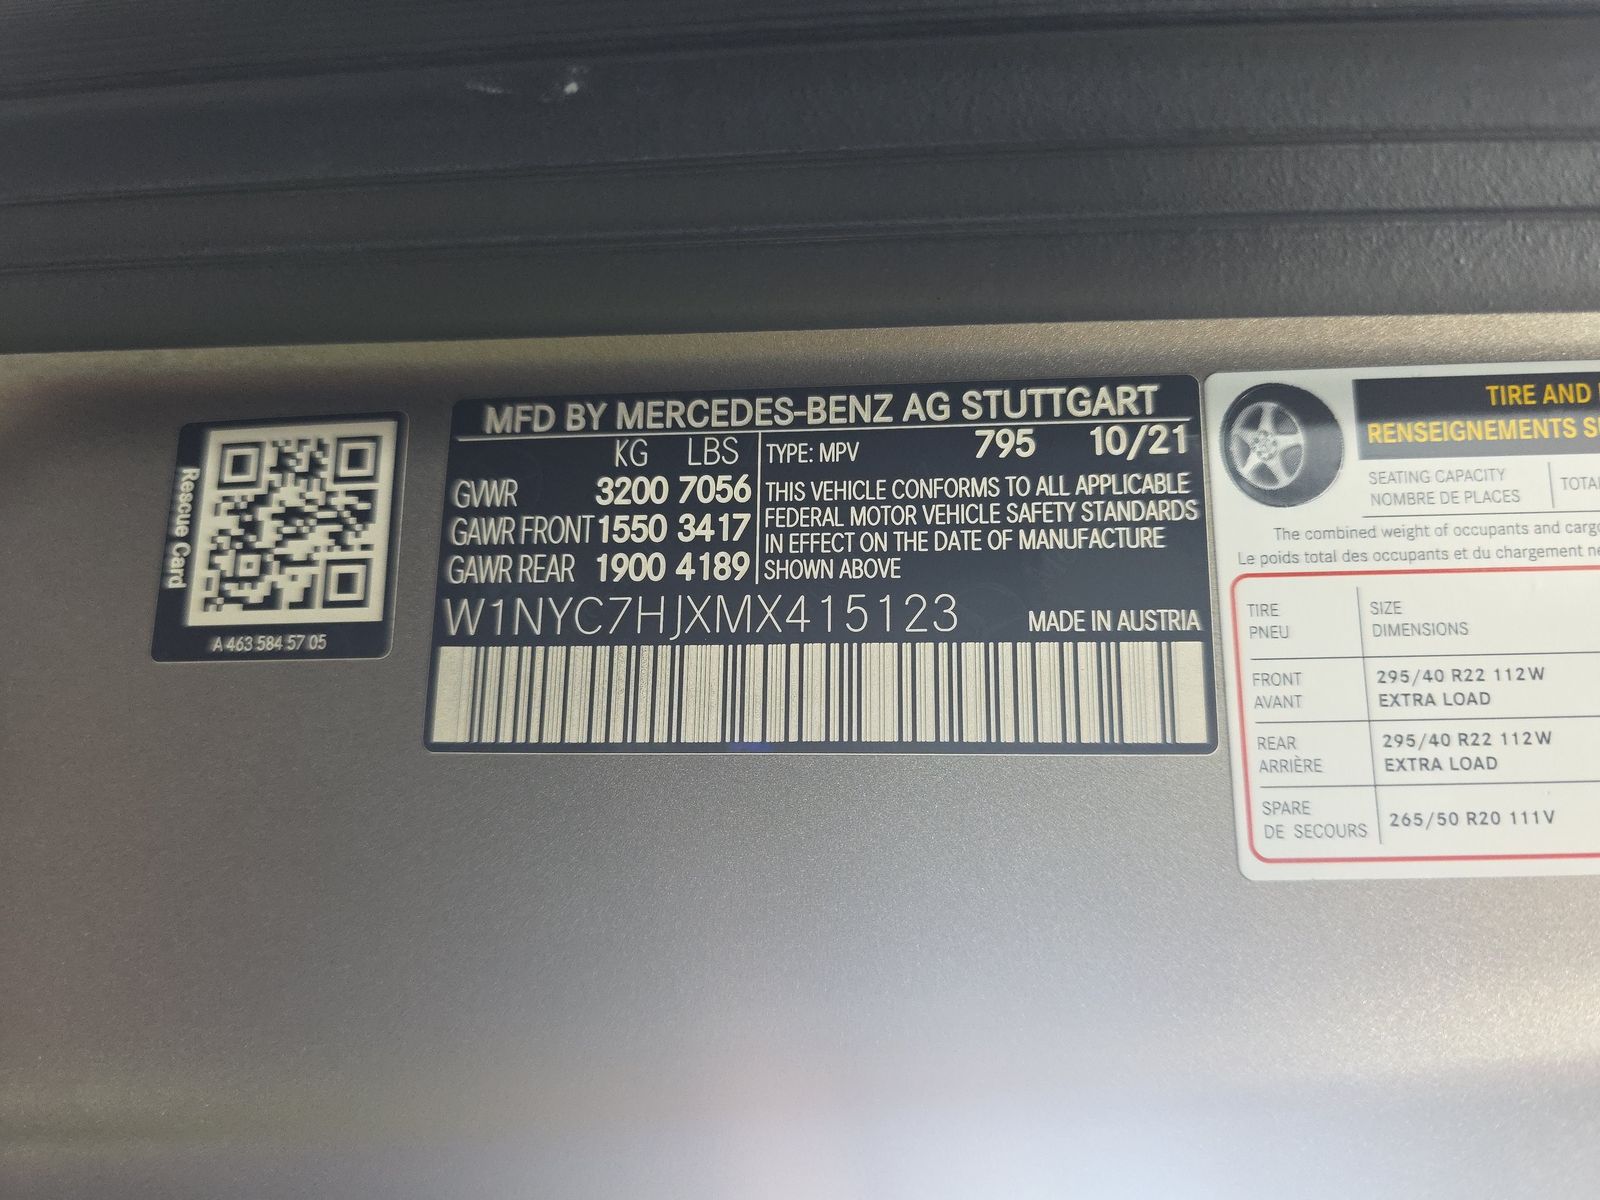 Rescue Card
A 463 584 57 05
MFD BY MERCEDES-BENZ AG STUTTGART
KG LBS
GVWR 3200 7056
GAWR FRONT 1550 3417
GAWR REAR 1900 4189
TYPE: MPV 795 10/21
THIS VEHICLE CONFORMS TO ALL APPLICABLE
FEDERAL MOTOR VEHICLE SAFETY STANDARDS
IN EFFECT ON THE DATE OF MANUFACTURE
SHOWN ABOVE
W1NYC7HJXMX415123
MADE IN AUSTRIA
TIRE AND
RENSEIGNEMENTS
SEATING CAPACITY
NOMBRE DE PLACES
TOTA
The combined weight of occupants and carg
Le poids total des occupants et du chargement ne
TIRE
PNEU
SIZE
DIMENSIONS
FRONT
AVANT
295/40 R22 112W
EXTRA LOAD
REAR
ARRIÈRE
295/40 R22 112W
EXTRA LOAD
SPARE
DE SECOURS
265/50 R20 111V